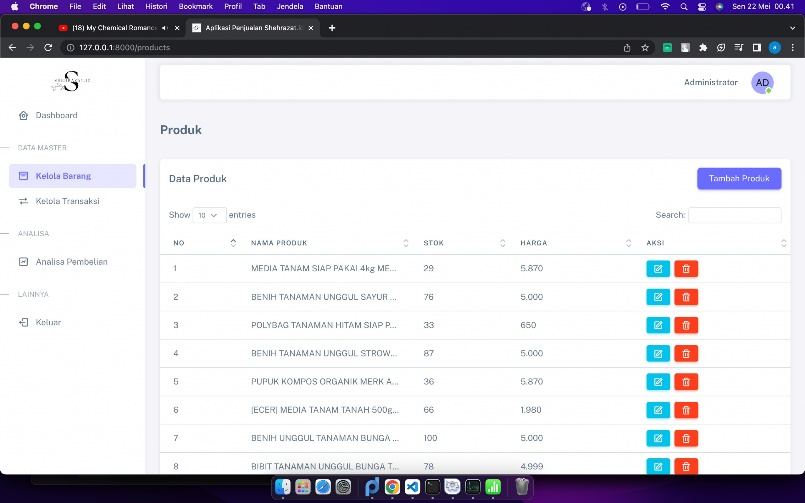 Chrome File Edit Lihat Histori Bookmark Profil Tab Jendela Bantuan Sen 22 Mei 00.41
(18) My Chemical Romance
Aplikasi Penjualan Shehrazat.id
127.0.0.1:8000/products
a
S
Administrator AD
Dashboard
Produk
DATA MASTER
Kelola Barang
Kelola Transaksi
ANALISA
Analisa Pembelian
LAINNYA
Keluar
Data Produk Tambah Produk
Show 10 entries Search:
NO NAMA PRODUK STOK HARGA AKSI
1 MEDIA TANAM SIAP PAKAI 4kg ME... 29 5.870
2 BENIH TANAMAN UNGGUL SAYUR ... 76 5.000
3 POLYBAG TANAMAN HITAM SIAP P... 33 650
4 BENIH TANAMAN UNGGUL STROW... 87 5.000
5 PUPUK KOMPOS ORGANIK MERK A... 36 5.870
6 [ECER] MEDIA TANAM TANAH 500g... 66 1.980
7 BENIH UNGGUL TANAMAN BUNGA ... 100 5.000
8 BIBIT TANAMAN UNGGUL BUNGA T... 78 4.999